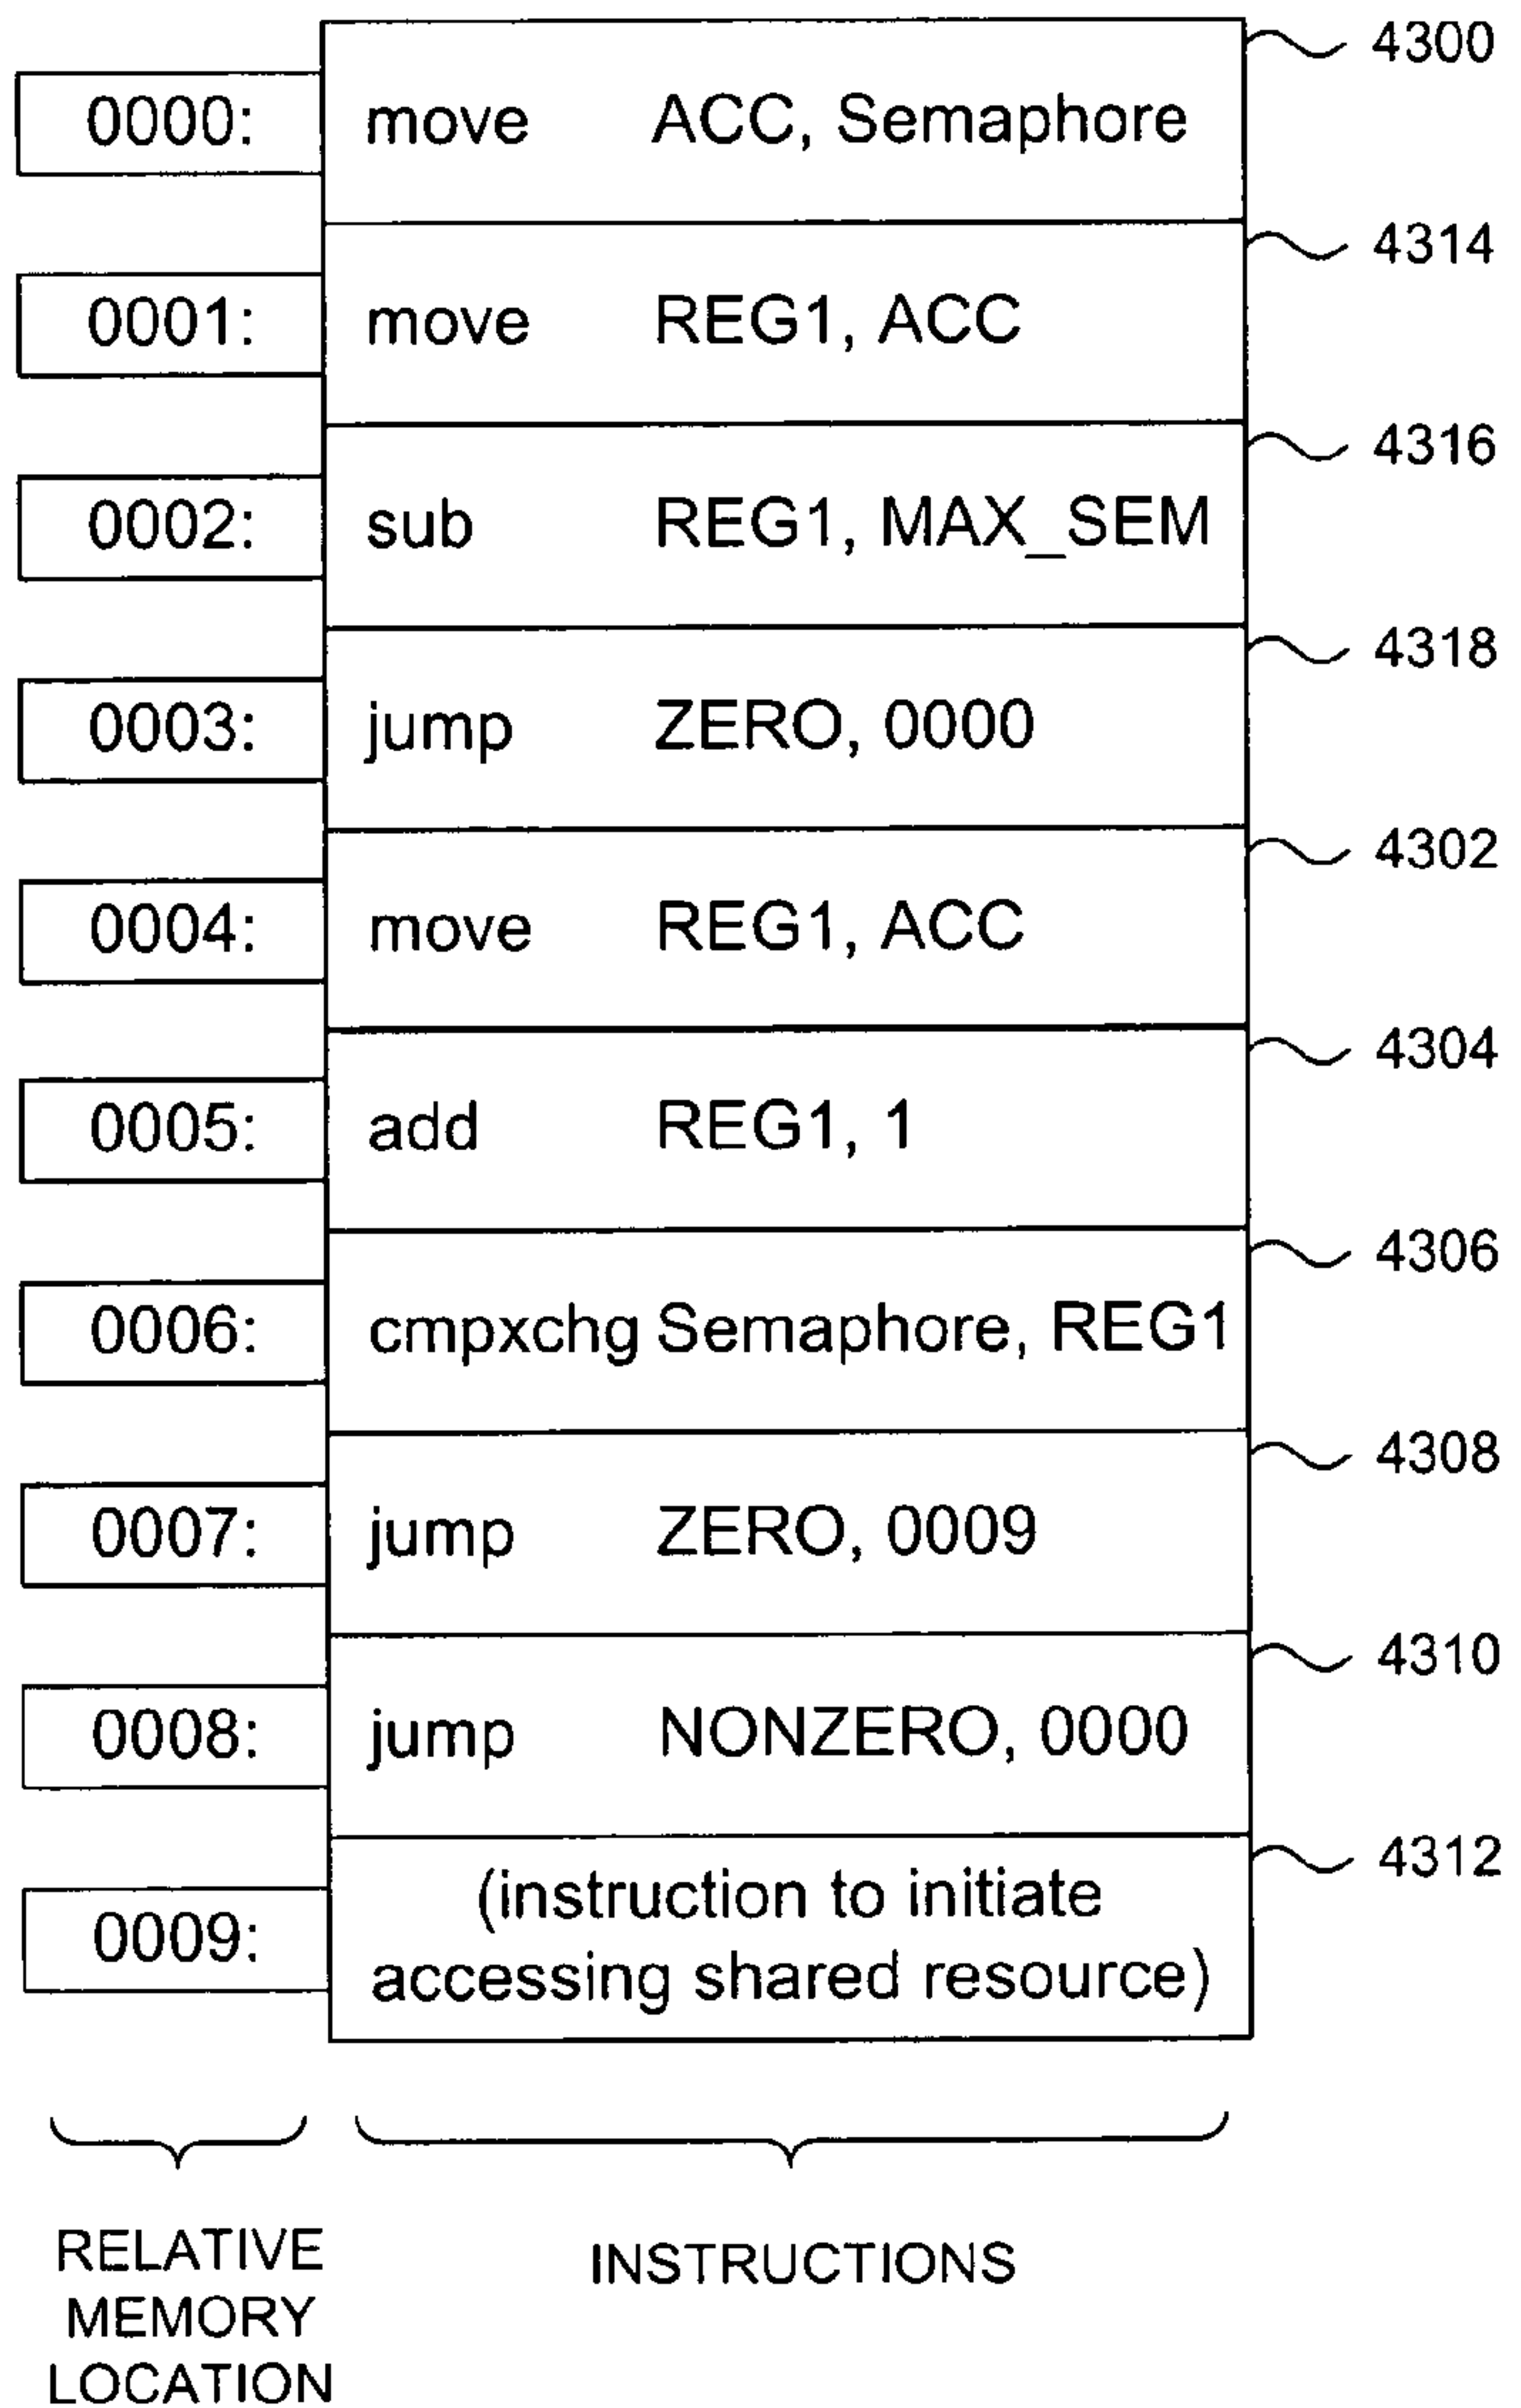 4300
0000: move ACC, Semaphore
4314
0001: move REG1, ACC
4316
0002: sub REG1, MAX_SEM
4318
0003: jump ZERO, 0000
4302
0004: move REG1, ACC
4304
0005: add REG1, 1
4306
0006: cmpxchg Semaphore, REG1
4308
0007: jump ZERO, 0009
4310
0008: jump NONZERO, 0000
4312
(instruction to initiate
0009:
accessing shared resource)
RELATIVE
MEMORY
LOCATION
INSTRUCTIONS